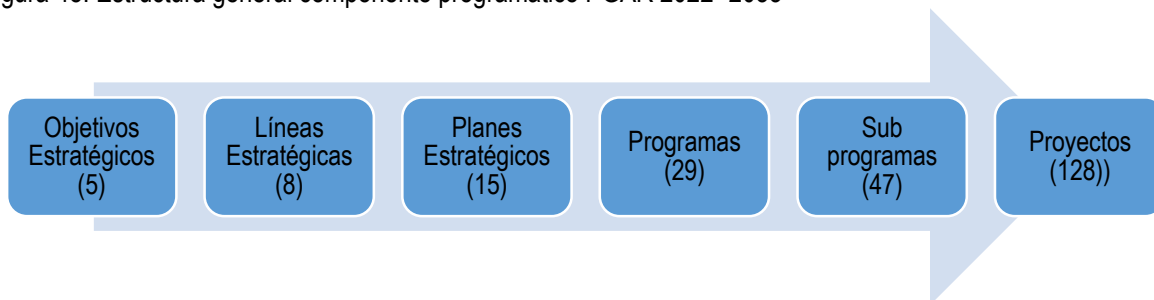 Objetivos
Estratégicos
(5)
Líneas
Estratégicas
(8)
Planes
Estratégicos
(15)
Programas
(29)
Sub
programas
(47)
Proyectos
(128))